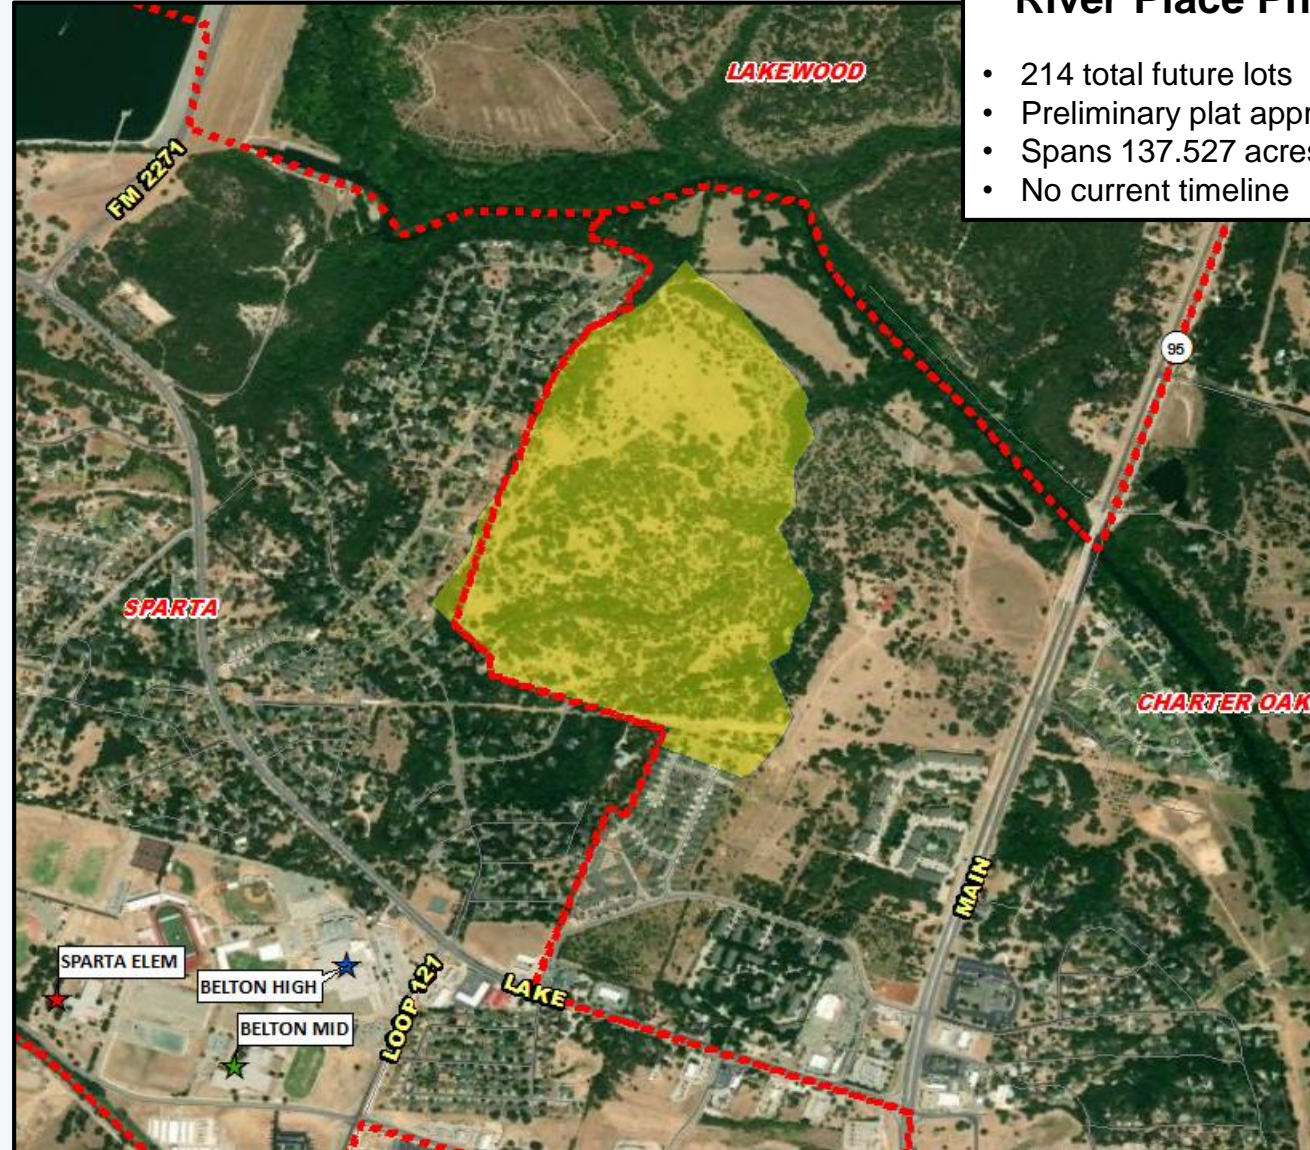 River Place
• 214 total future lots
• Preliminary plat
• Spans 137.527
• No current timeline
LAKEWOOD
FM 2271
95
SPARTA
CHARTER OAK
MAIN
SPARTA ELEM
BELTON HIGH
LAKE
LOOP 121
BELTON MID